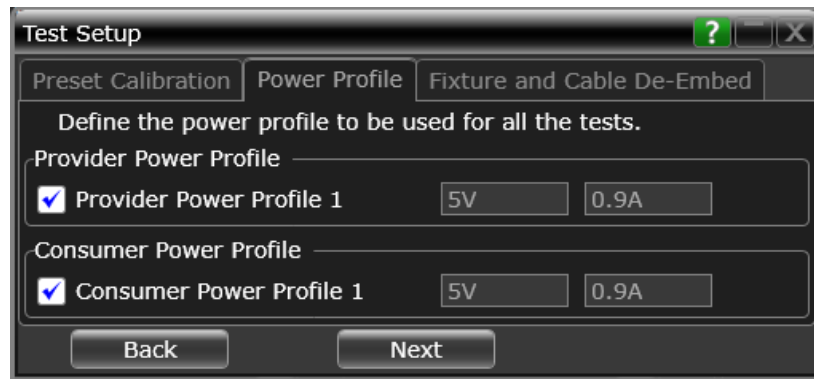 Test Setup ? X
Preset Calibration Power Profile Fixture and Cable De-Embed
Define the power profile to be used for all the tests.
Provider Power Profile
Provider Power Profile 1 5V 0.9A
Consumer Power Profile
Consumer Power Profile 1 5V 0.9A
Back Next